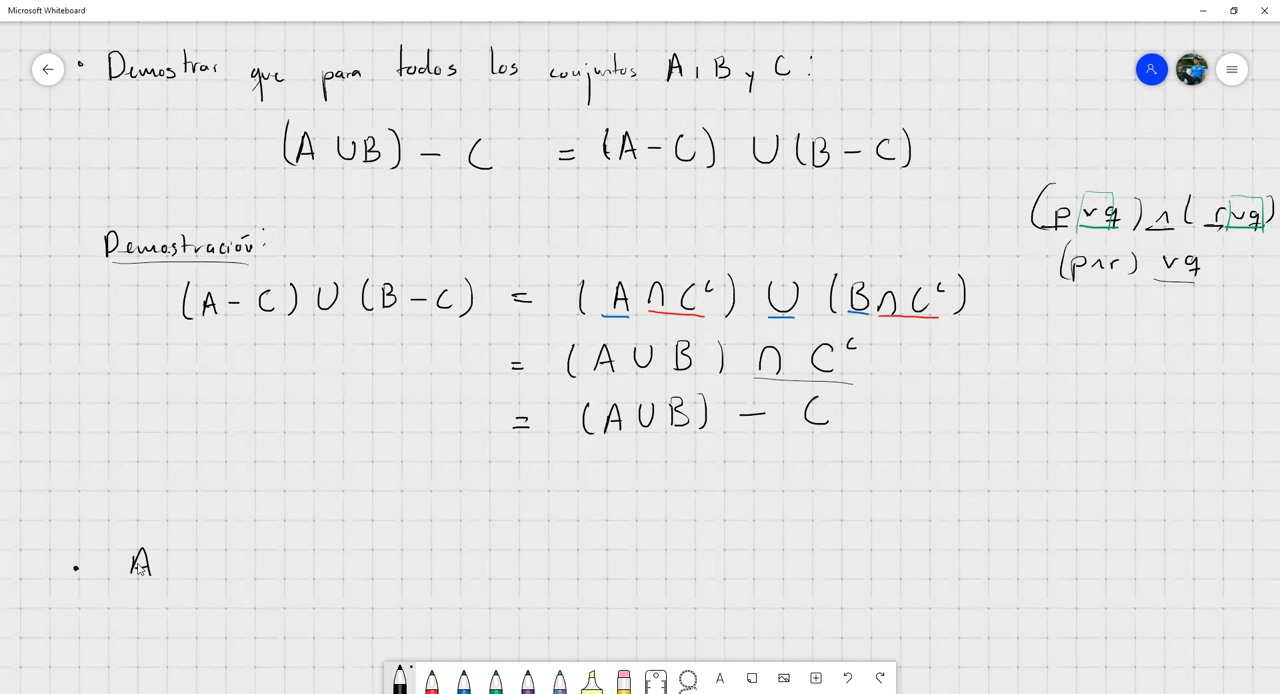 Microsoft Whiteboard
• Demostrar que para todos los conjuntos A, B y C:
(A ∪ B) - C = (A - C) ∪ (B - C)
(p ∨ q) ∧ (r ∨ q)
(p ∧ r) ∨ q
Demostración:
(A - C) ∪ (B - C) = (A ∩ Cᶜ) ∪ (B ∩ Cᶜ)
= (A ∪ B) ∩ Cᶜ
= (A ∪ B) - C
• A
A